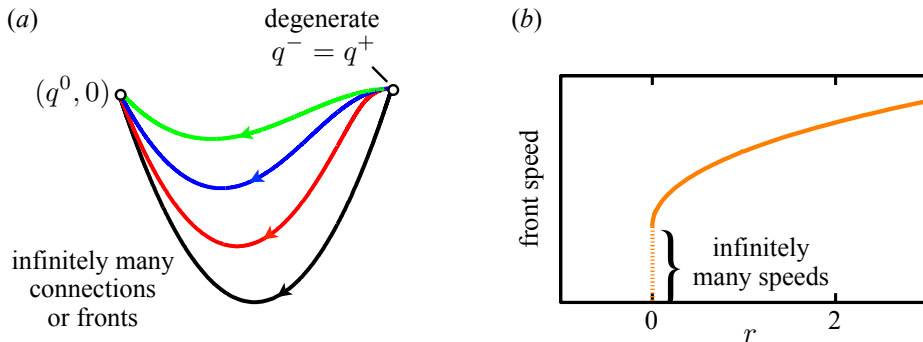 (a)
degenerate
q⁻ = q⁺
(q⁰, 0)
infinitely many
connections
or fronts
(b)
front speed
infinitely
many speeds
0
2
r